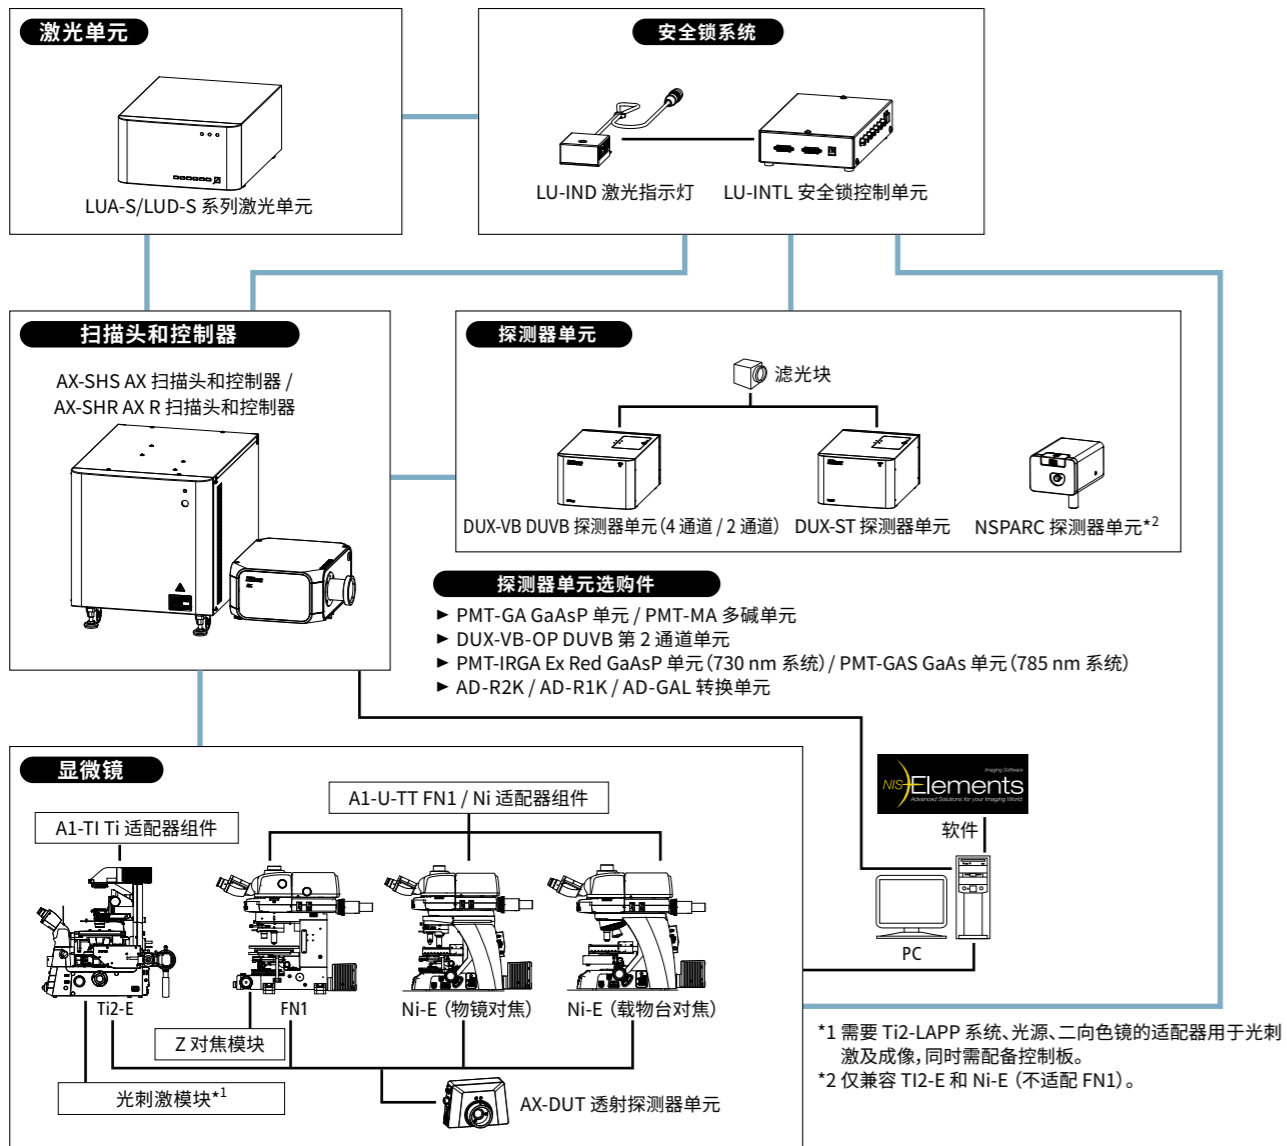 激光单元
LUA-S/LUD-S 系列激光单元
安全锁系统
LU-IND 激光指示灯
LU-INTL 安全锁控制单元
扫描头和控制器
AX-SHS AX 扫描头和控制器 /
AX-SHR AX R 扫描头和控制器
探测器单元
滤光块
DUX-VB DUVB 探测器单元(4 通道 / 2 通道)
DUX-ST 探测器单元
NSPARC 探测器单元*2
探测器单元选购件
► PMT-GA GaAsP 单元 / PMT-MA 多碱单元
► DUX-VB-OP DUVB 第 2 通道单元
► PMT-IRGA Ex Red GaAsP 单元(730 nm 系统)/ PMT-GAS GaAs 单元(785 nm 系统)
► AD-R2K / AD-R1K / AD-GAL 转换单元
显微镜
A1-TI Ti 适配器组件
A1-U-TT FN1 / Ni 适配器组件
Ti2-E
FN1
Ni-E (物镜对焦)
Ni-E (载物台对焦)
Z 对焦模块
光刺激模块*1
AX-DUT 透射探测器单元
Imaging Software
NIS-Elements
Advanced Solutions for your Imaging World
软件
PC
*1 需要 Ti2-LAPP 系统、光源、二向色镜的适配器用于光刺
激及成像,同时需配备控制板。
*2 仅兼容 TI2-E 和 Ni-E (不适配 FN1)。